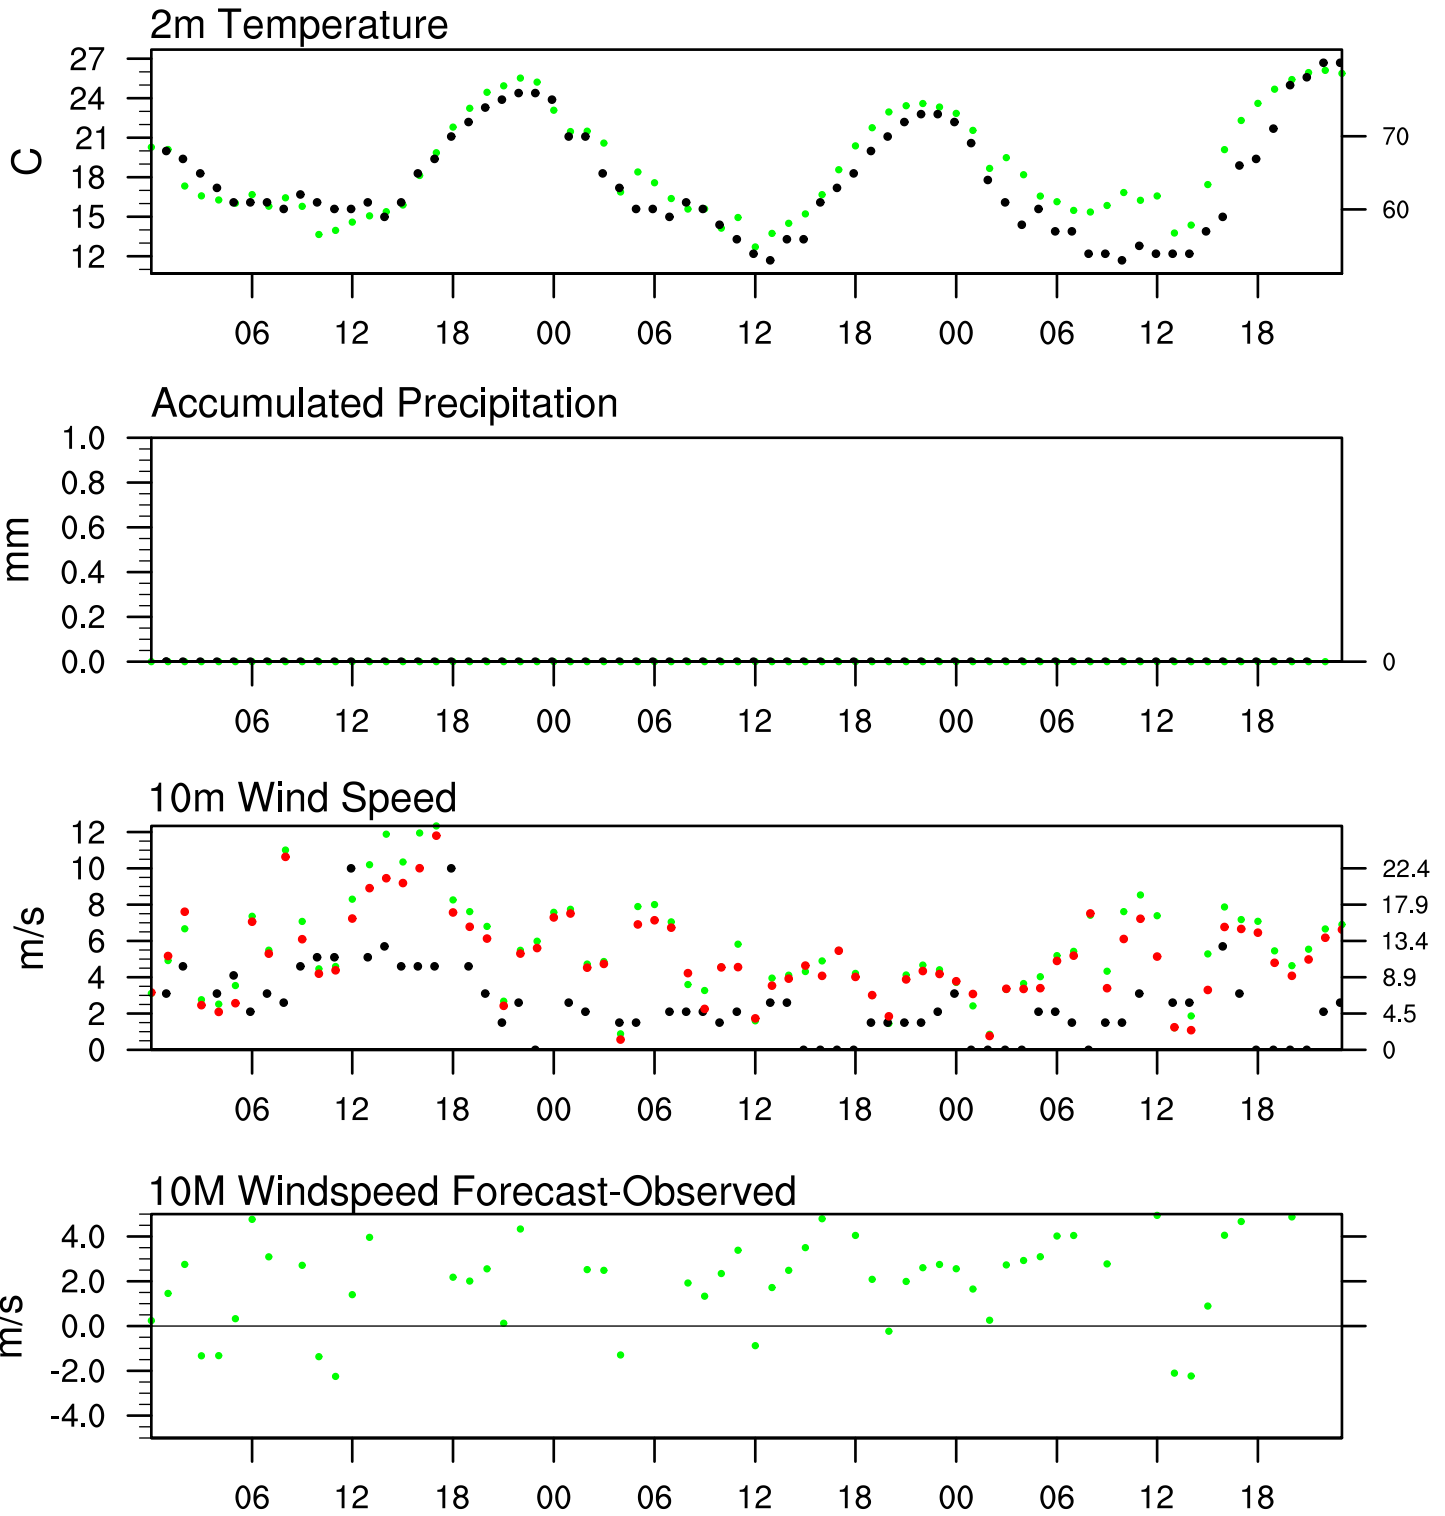 2m Temperature
27
24
21
18
15
12
C
70
60
06 12 18 00 06 12 18 00 06 12 18
Accumulated Precipitation
1.0
0.8
0.6
0.4
0.2
0.0
mm
0
06 12 18 00 06 12 18 00 06 12 18
10m Wind Speed
12
10
8
6
4
2
0
m/s
22.4
17.9
13.4
8.9
4.5
0
06 12 18 00 06 12 18 00 06 12 18
10M Windspeed Forecast-Observed
4.0
2.0
0.0
-2.0
-4.0
m/s
06 12 18 00 06 12 18 00 06 12 18